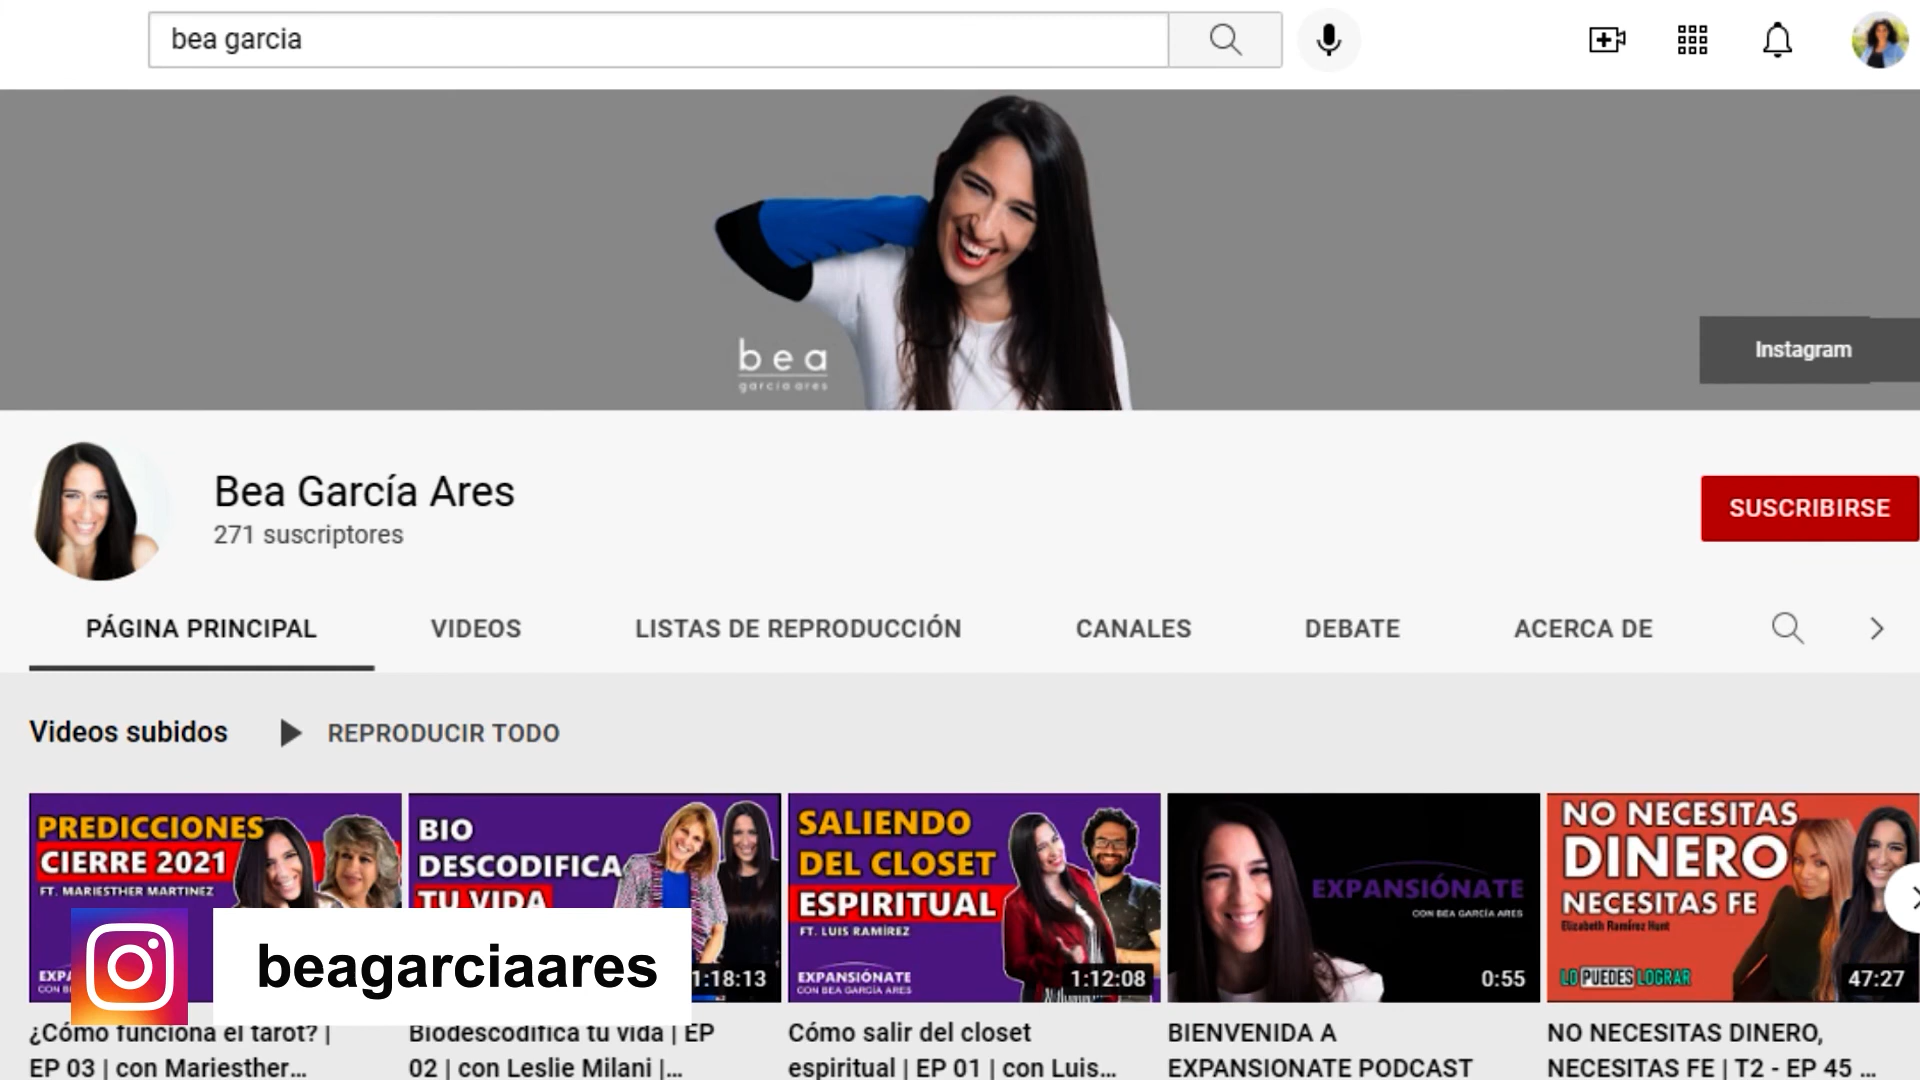 bea garcia
bea
garcía ares
Instagram
Bea García Ares
271 suscriptores
SUSCRIBIRSE
PÁGINA PRINCIPAL
VIDEOS
LISTAS DE REPRODUCCIÓN
CANALES
DEBATE
ACERCA DE
Videos subidos
REPRODUCIR TODO
PREDICCIONES
CIERRE 2021
FT. MARIESTHER MARTINEZ
BIO
DESCODIFICA
TU VIDA
1:18:13
SALIENDO
DEL CLOSET
ESPIRITUAL
FT. LUIS RAMÍREZ
EXPANSIÓNATE
CON BEA GARCÍA ARES
1:12:08
EXPANSIÓNATE
CON BEA GARCÍA ARES
0:55
NO NECESITAS
DINERO
NECESITAS FE
Elizabeth Ramírez Hunt
LO PUEDES LOGRAR
47:27
beagarciaares
¿Cómo funciona el tarot? |
EP 03 | con Mariesther...
Biodescodifica tu vida | EP
02 | con Leslie Milani |...
Cómo salir del closet
espiritual | EP 01 | con Luis...
BIENVENIDA A
EXPANSIONATE PODCAST
NO NECESITAS DINERO,
NECESITAS FE | T2 - EP 45 ...